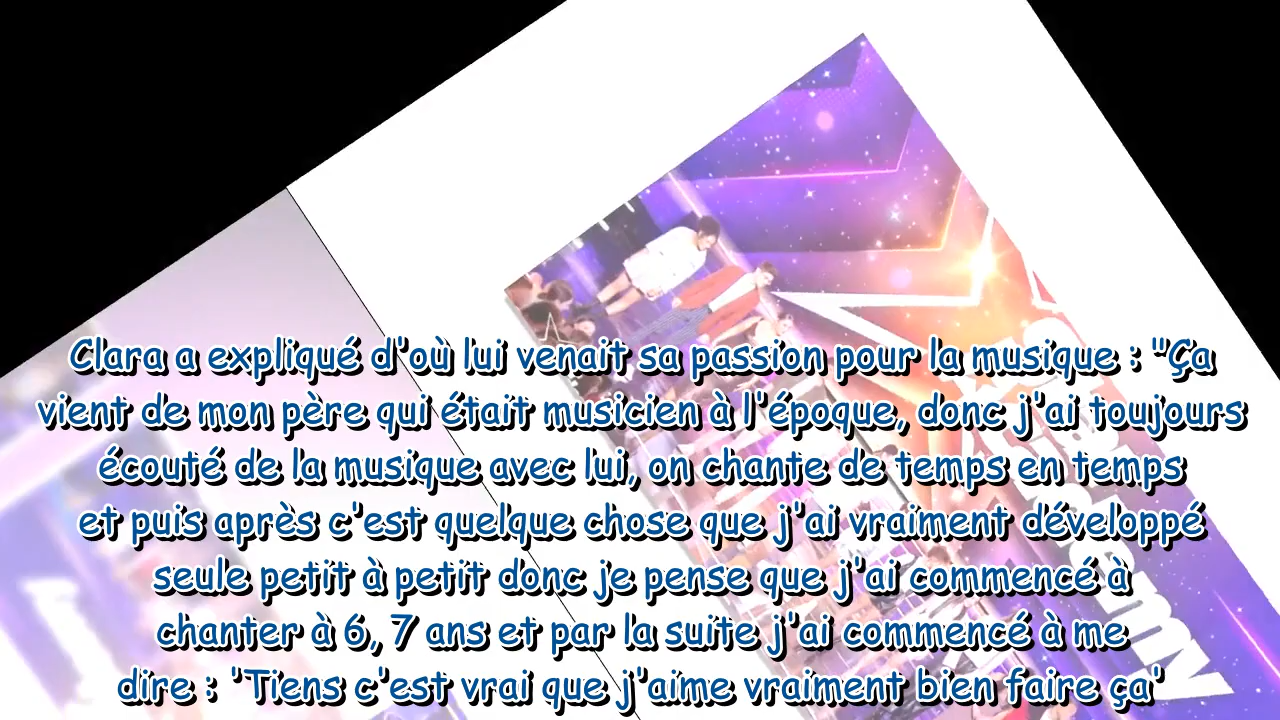 Clara a expliqué d'où lui venait sa passion pour la musique : "Ça
vient de mon père qui était musicien à l'époque, donc j'ai toujours
écouté de la musique avec lui, on chante de temps en temps
et puis après c'est quelque chose que j'ai vraiment développé
seule petit à petit donc je pense que j'ai commencé à
chanter à 6, 7 ans et par la suite j'ai commencé à me
dire : 'Tiens c'est vrai que j'aime vraiment bien faire ça'